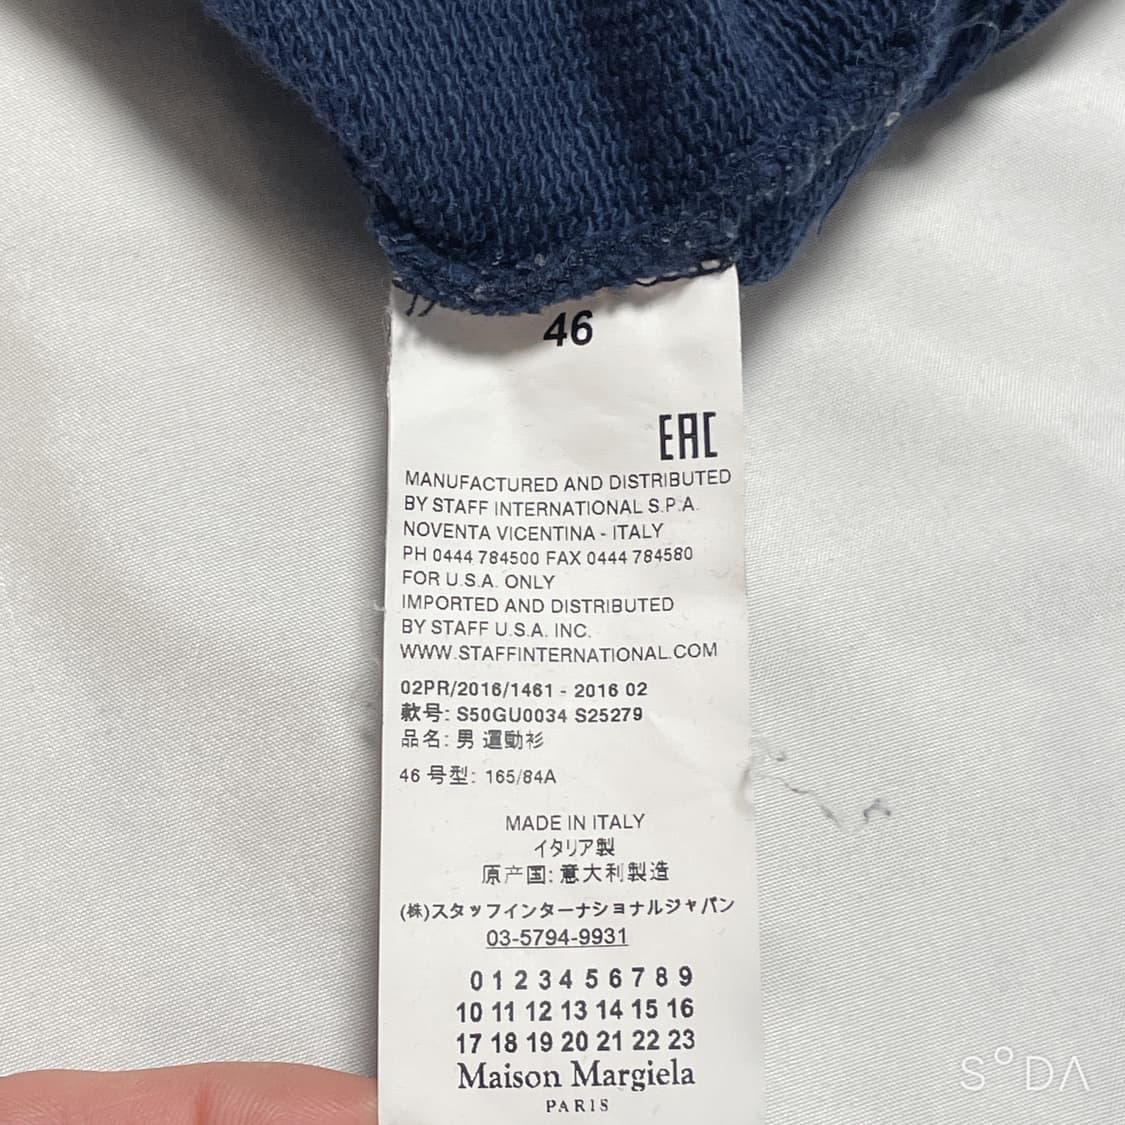 46
EAC
MANUFACTURED AND DISTRIBUTED
BY STAFF INTERNATIONAL S.P.A.
NOVENTA VICENTINA - ITALY
PH 0444 784500 FAX 0444 784580
FOR U.S.A. ONLY
IMPORTED AND DISTRIBUTED
BY STAFF U.S.A. INC.
WWW.STAFFINTERNATIONAL.COM
02PR/2016/1461 - 2016 02
款号: S50GU0034 S25279
品名: 男 運動衫
46 号型: 165/84A
MADE IN ITALY
イタリア製
原产国: 意大利製造
(株)スタッフインターナショナルジャパン
03-5794-9931
0 1 2 3 4 5 6 7 8 9
10 11 12 13 14 15 16
17 18 19 20 21 22 23
Maison Margiela
PARIS
SODA